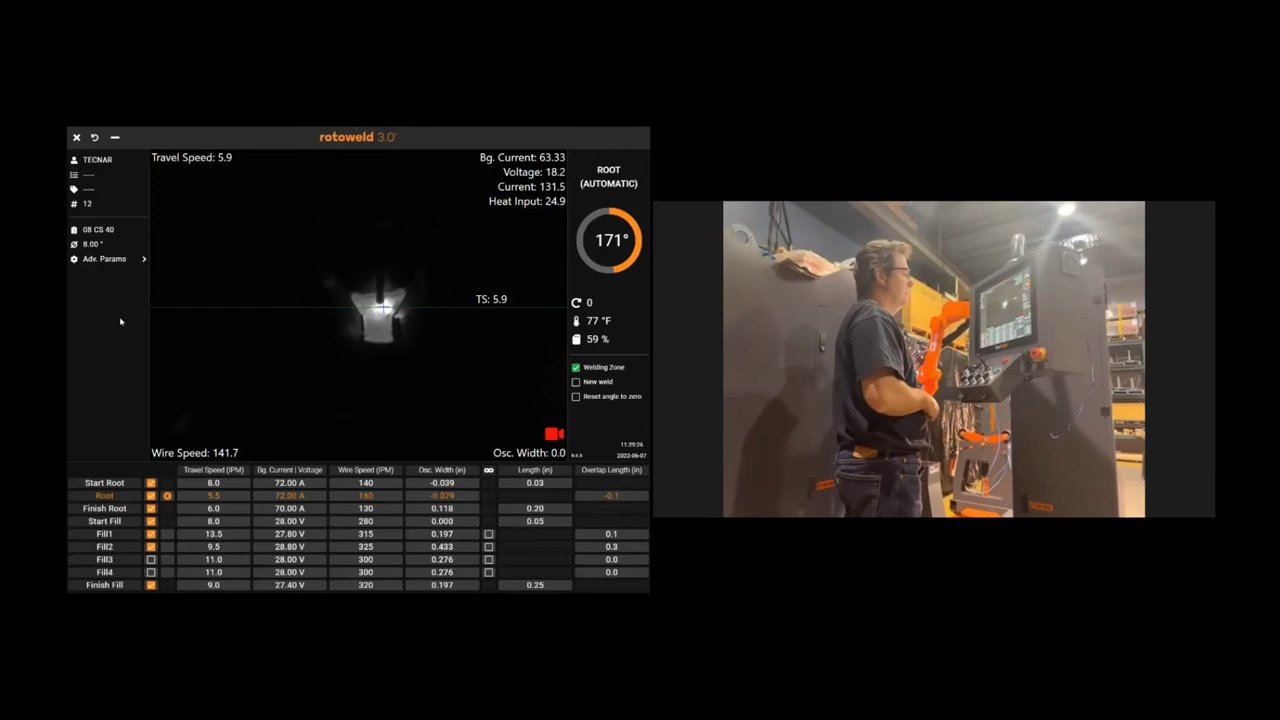 rotoweld 3.0
TECNAR
12
08 CS 40
8.00 "
Adv. Params
Travel Speed: 5.9
Bg. Current: 63.33
Voltage: 18.2
Current: 131.5
Heat Input: 24.9
TS: 5.9
Wire Speed: 141.7
Osc. Width: 0.0
ROOT
(AUTOMATIC)
171°
0
77 °F
59 %
Welding Zone
New weld
Reset angle to zero
11:29:26
2022-06-07
Travel Speed (IPM) Bg. Current | Voltage Wire Speed (IPM) Osc. Width (in) Length (in) Overlap Length (in)
Start Root 8.0 72.00 A 140 -0.039 0.03
Root 5.5 72.00 A 160 -0.079 -0.1
Finish Root 6.0 70.00 A 130 0.118 0.20
Start Fill 8.0 28.00 V 280 0.000 0.05
Fill1 13.5 27.80 V 315 0.197 0.1
Fill2 9.5 28.80 V 325 0.433 0.3
Fill3 11.0 28.00 V 300 0.276 0.0
Fill4 11.0 28.00 V 300 0.276 0.0
Finish Fill 9.0 27.40 V 320 0.197 0.25